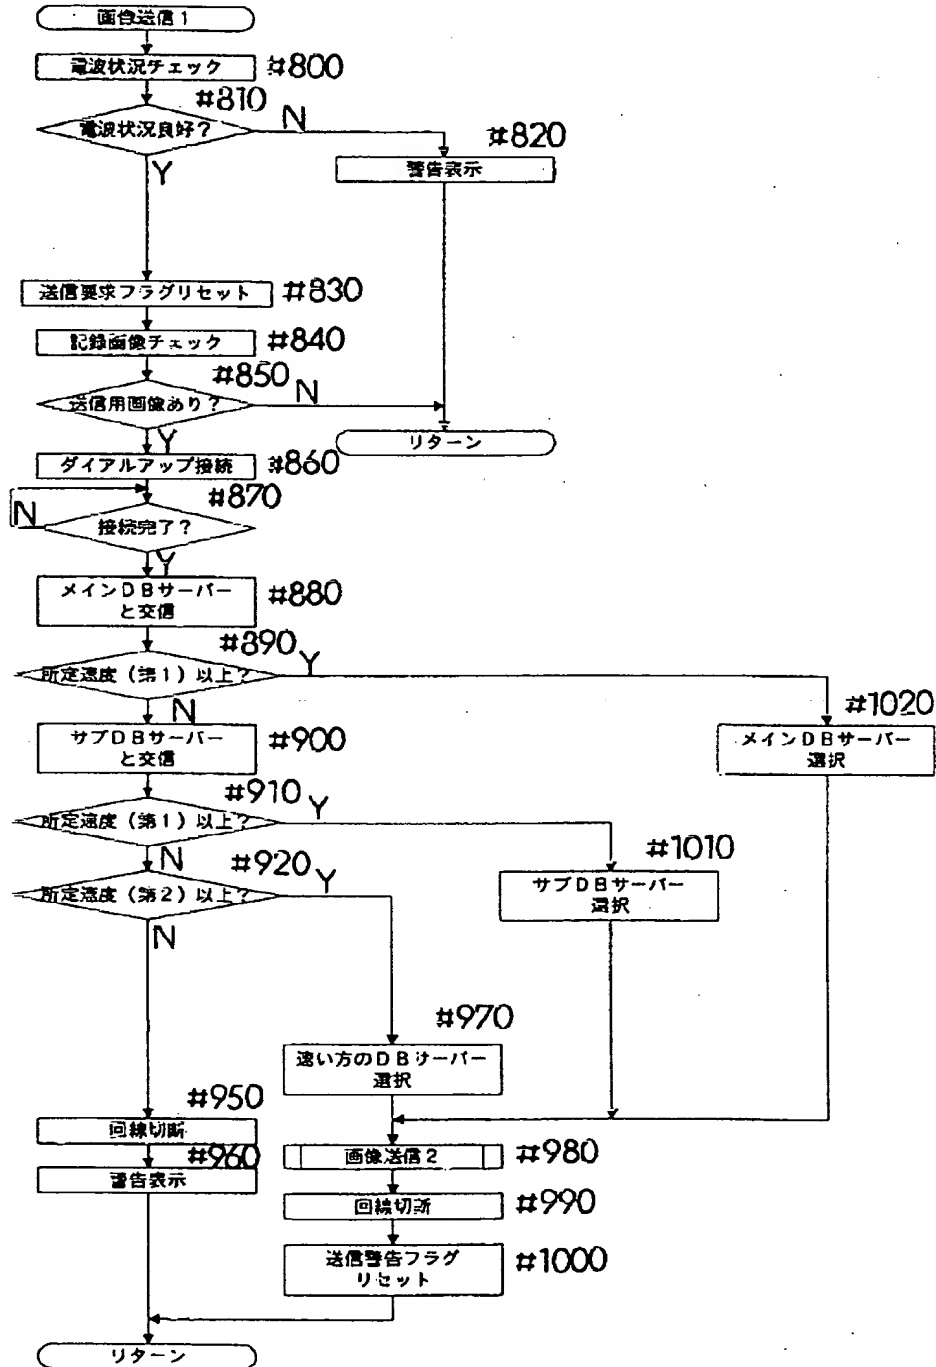 画像送信1
電波状況チェック
#800
#810
電波状況良好?
N
Y
#820
警告表示
送信要求フラグリセット
#830
記録画像チェック
#840
#850
送信用画像あり?
N
Y
リターン
ダイアルアップ接続
#860
#870
接続完了?
N
Y
メインDBサーバー
と交信
#880
#890
所定速度(第1)以上?
Y
N
#1020
メインDBサーバー
選択
サブDBサーバー
と交信
#900
#910
所定速度(第1)以上?
Y
N
#1010
サブDBサーバー
選択
#920
所定速度(第2)以上?
Y
N
#970
速い方のDBサーバー
選択
#950
回線切断
#960
警告表示
画像送信2
#980
回線切断
#990
送信警告フラグ
リセット
#1000
リターン